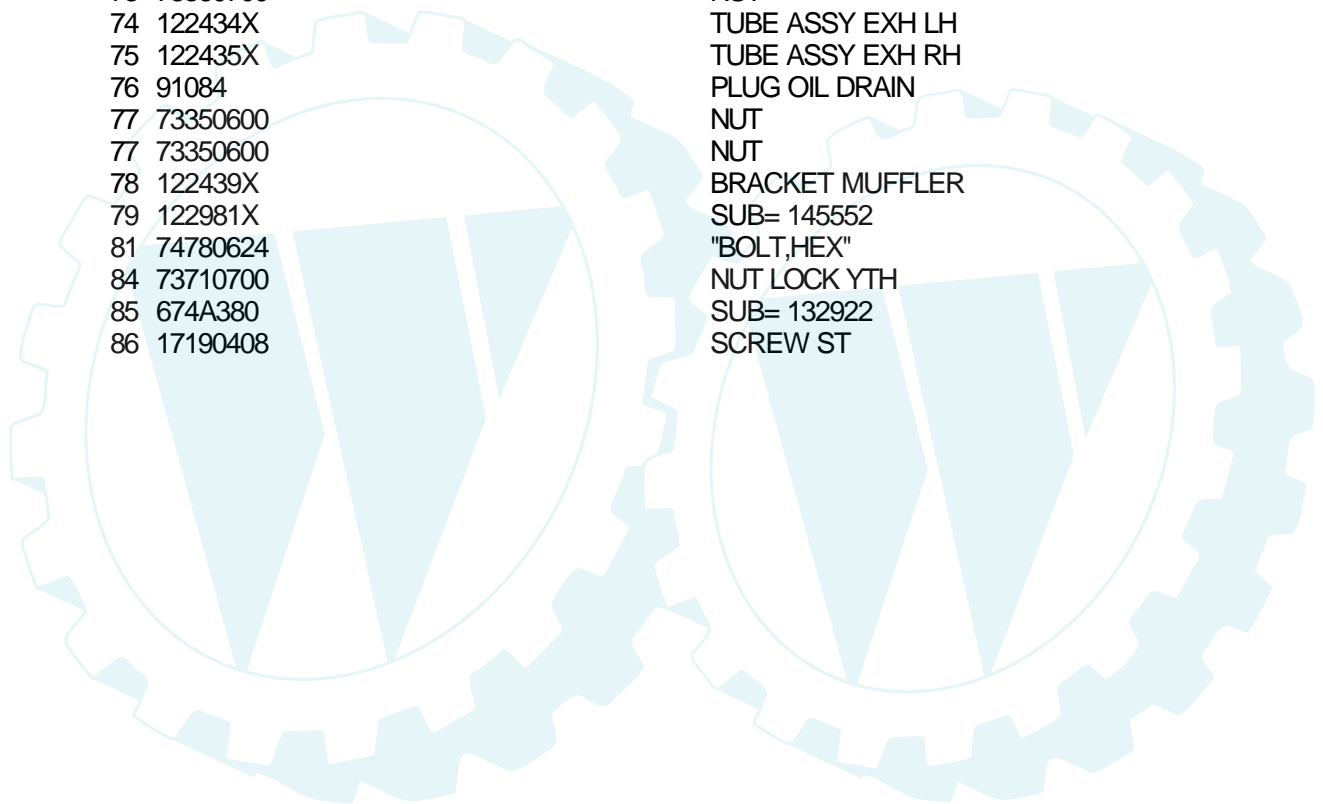 74 122434X TUBE ASSY EXH LH
75 122435X TUBE ASSY EXH RH
76 91084 PLUG OIL DRAIN
77 73350600 NUT
77 73350600 NUT
78 122439X BRACKET MUFFLER
79 122981X SUB= 145552
81 74780624 "BOLT,HEX"
84 73710700 NUT LOCK YTH
85 674A380 SUB= 132922
86 17190408 SCREW ST